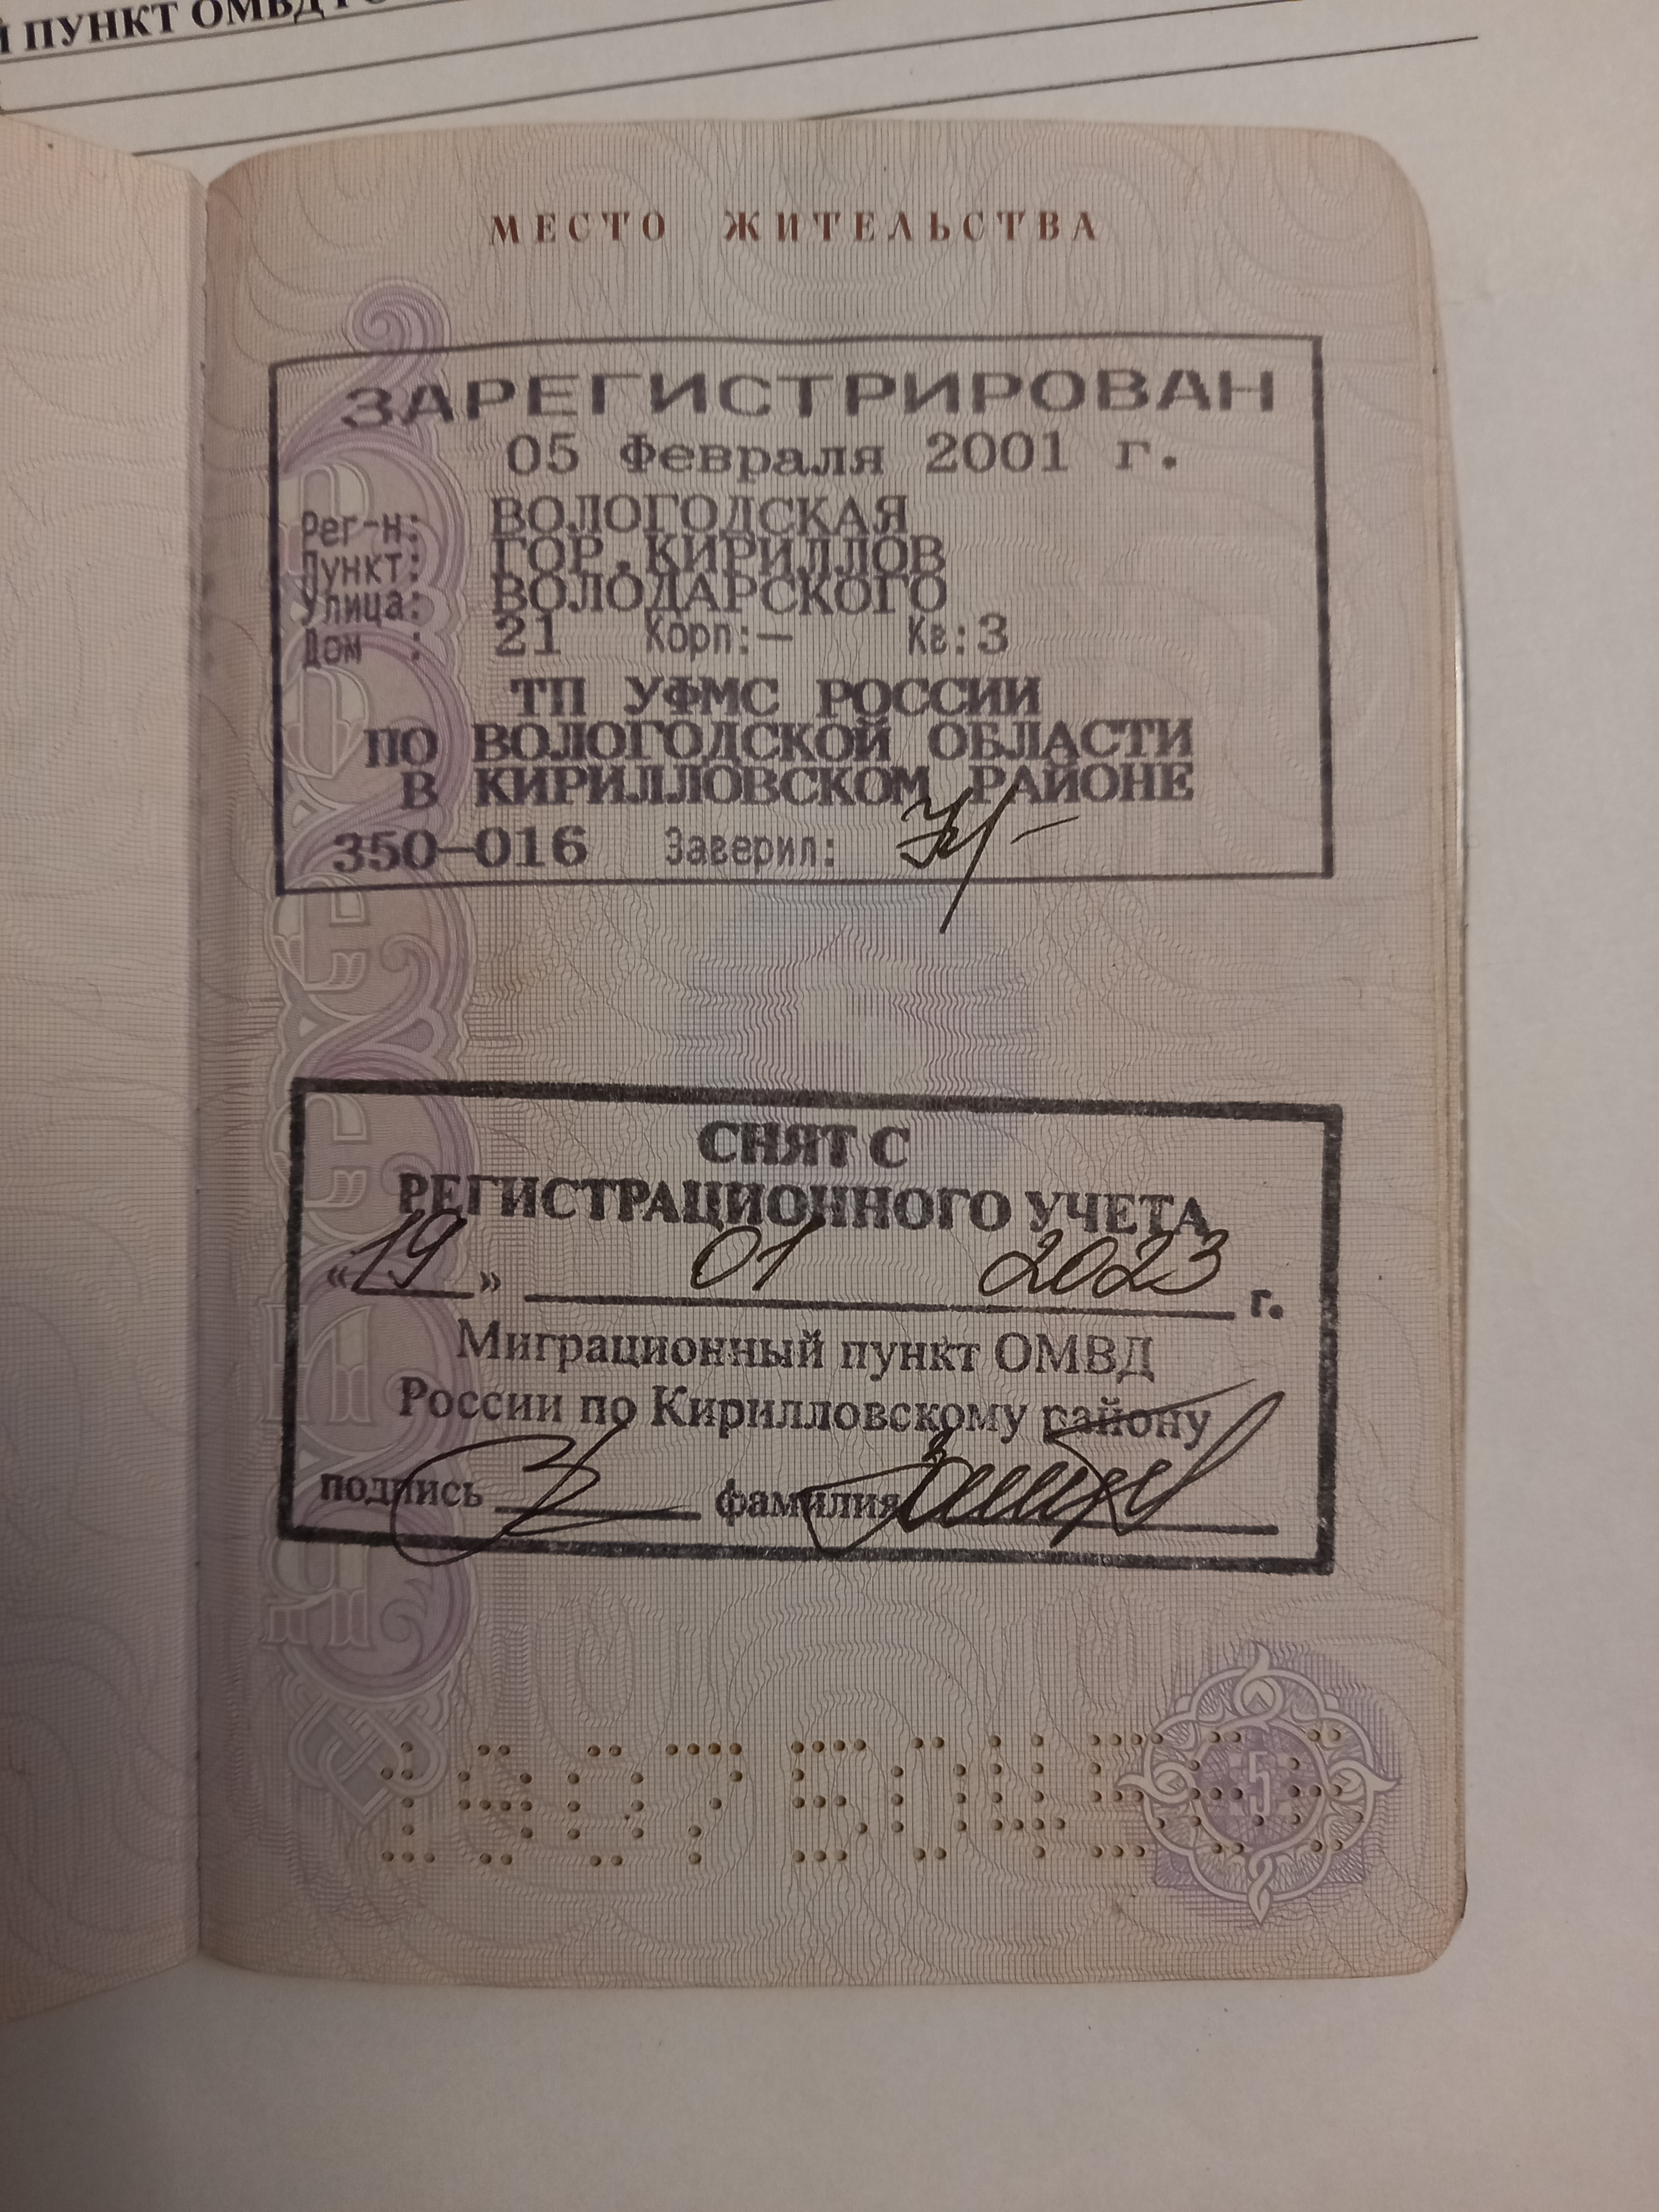 ПУНКТ ОМВД
МЕСТО ЖИТЕЛЬСТВА
ЗАРЕГИСТРИРОВАН
05 Февраля 2001 г.
Рег-н: ВОЛОГОДСКАЯ
Пункт: ГОР.КИРИЛЛОВ
Улица: ВОЛОДАРСКОГО
Дом : 21 Корп:— Кв:3
ТП УФМС РОССИИ
ПО ВОЛОГОДСКОЙ ОБЛАСТИ
В КИРИЛЛОВСКОМ РАЙОНЕ
350-016 Заверил:
СНЯТ С
РЕГИСТРАЦИОННОГО УЧЕТА
«19» 01 2023 г.
Миграционный пункт ОМВД
России по Кирилловскому району
подпись фамилия
5